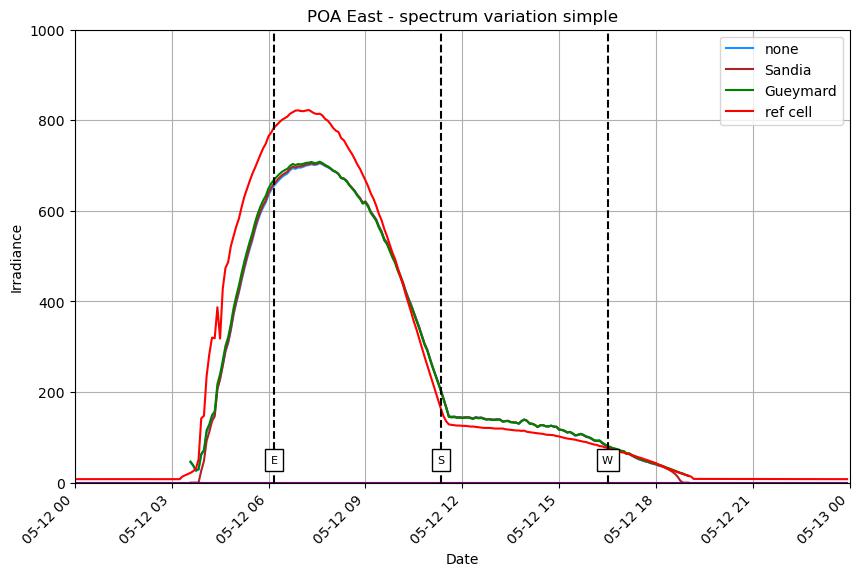 POA East - spectrum variation simple
none
Sandia
Gueymard
ref cell
1000
800
600
400
200
0
Irradiance
E
S
W
05-12 00
05-12 03
05-12 06
05-12 09
05-12 12
05-12 15
05-12 18
05-12 21
05-13 00
Date